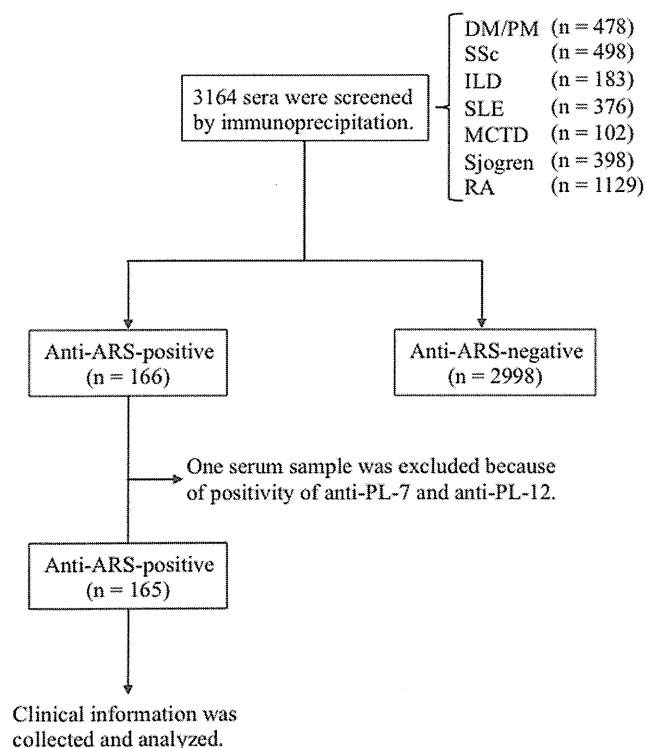 3164 sera were screened
by immunoprecipitation.
DM/PM (n = 478)
SSc (n = 498)
ILD (n = 183)
SLE (n = 376)
MCTD (n = 102)
Sjogren (n = 398)
RA (n = 1129)
Anti-ARS-positive
(n = 166)
Anti-ARS-negative
(n = 2998)
One serum sample was excluded because
of positivity of anti-PL-7 and anti-PL-12.
Anti-ARS-positive
(n = 165)
Clinical information was
collected and analyzed.